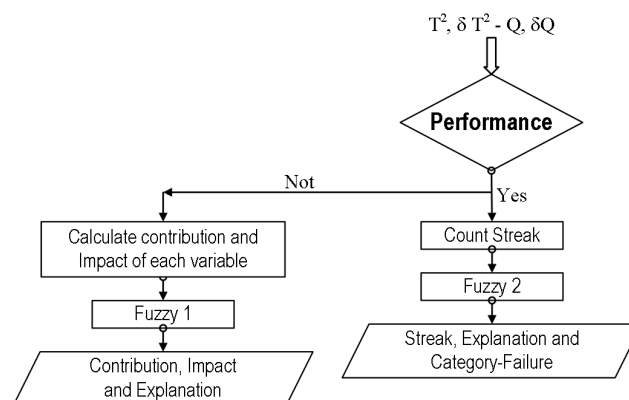 T², δ T² - Q, δQ
Performance
Not
Yes
Calculate contribution and
Impact of each variable
Count Streak
Fuzzy 1
Fuzzy 2
Contribution, Impact
and Explanation
Streak, Explanation and
Category-Failure